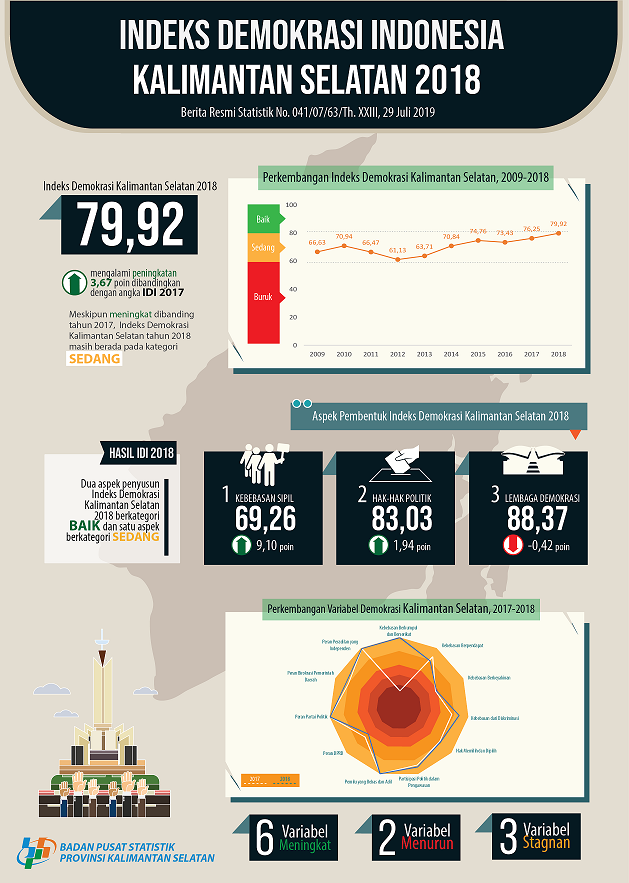 INDEKS DEMOKRASI INDONESIA
KALIMANTAN SELATAN 2018
Berita Resmi Statistik No. 041/07/63/Th. XXIII, 29 Juli 2019
Indeks Demokrasi Kalimantan Selatan 2018
79,92
mengalami peningkatan
3,67 poin dibandingkan
dengan angka IDI 2017
Meskipun meningkat dibanding
tahun 2017, Indeks Demokrasi
Kalimantan Selatan tahun 2018
masih berada pada kategori
SEDANG
Perkembangan Indeks Demokrasi Kalimantan Selatan, 2009-2018
Baik
Sedang
Buruk
100
80
60
40
20
0
66,63
70,94
66,47
61,13
63,71
70,84
74,76
73,43
76,25
79,92
2009
2010
2011
2012
2013
2014
2015
2016
2017
2018
Aspek Pembentuk Indeks Demokrasi Kalimantan Selatan 2018
HASIL IDI 2018
Dua aspek penyusun
Indeks Demokrasi
Kalimantan Selatan
2018 berkategori
BAIK dan satu aspek
berkategori SEDANG
1 KEBEBASAN SIPIL
69,26
9,10 poin
2 HAK-HAK POLITIK
83,03
1,94 poin
3 LEMBAGA DEMOKRASI
88,37
-0,42 poin
Perkembangan Variabel Demokrasi Kalimantan Selatan, 2017-2018
Kebebasan Berkumpul
dan Berserikat
Kebebasan Berpendapat
Kebebasan Berkeyakinan
Kebebasan dari Diskriminasi
Hak Memilih dan Dipilih
Partisipasi Politik dalam
Pengawasan
Pemilu yang Bebas dan Adil
Peran DPRD
Peran Partai Politik
Peran Birokrasi Pemerintah
Daerah
Peran Peradilan yang
Independen
2017
2018
6 Variabel
Meningkat
2 Variabel
Menurun
3 Variabel
Stagnan
BADAN PUSAT STATISTIK
PROVINSI KALIMANTAN SELATAN